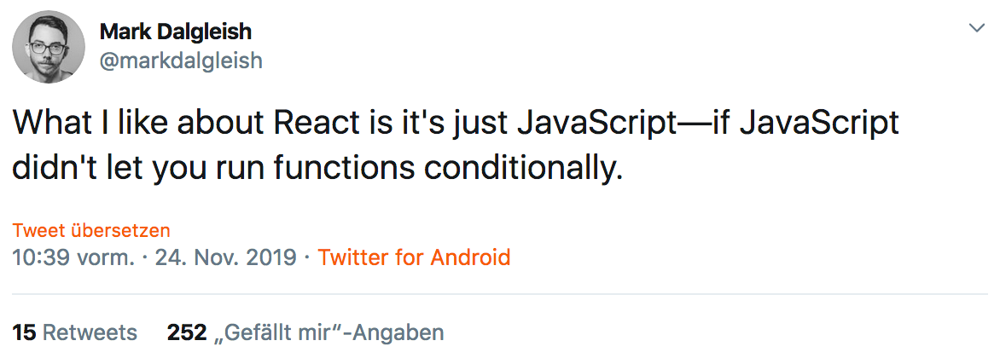 Mark Dalgleish
@markdalgleish
What I like about React is it's just JavaScript—if JavaScript
didn't let you run functions conditionally.
Tweet übersetzen
10:39 vorm. · 24. Nov. 2019 · Twitter for Android
15 Retweets 252 „Gefällt mir“-Angaben